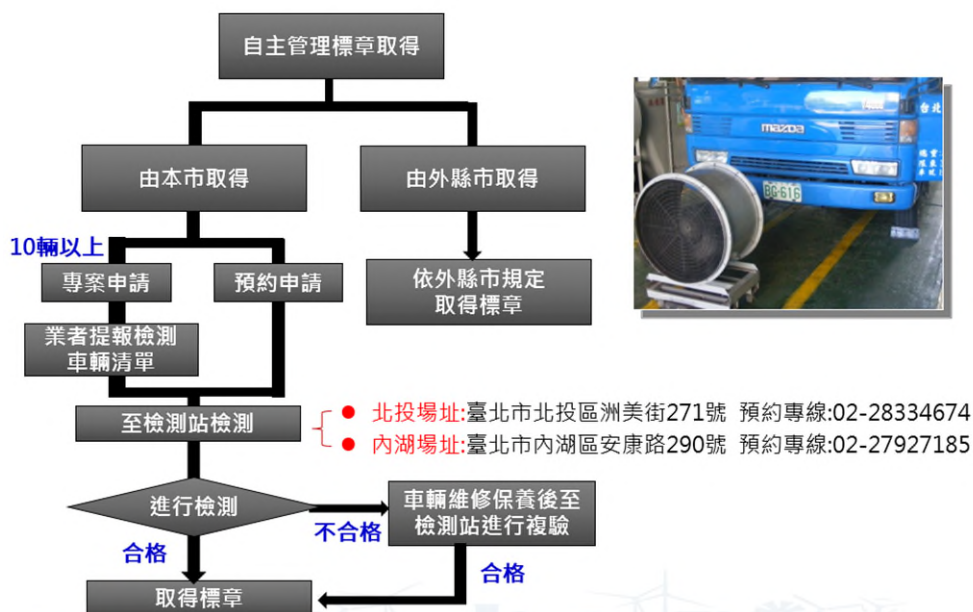 自主管理標章取得
由本市取得
由外縣市取得
10輛以上
專案申請
預約申請
依外縣市規定
取得標章
業者提報檢測
車輛清單
至檢測站檢測
● 北投場址:臺北市北投區洲美街271號 預約專線:02-28334674
● 內湖場址:臺北市內湖區安康路290號 預約專線:02-27927185
進行檢測
不合格
車輛維修保養後至
檢測站進行複驗
合格
合格
取得標章
mazda
BC-616
台北